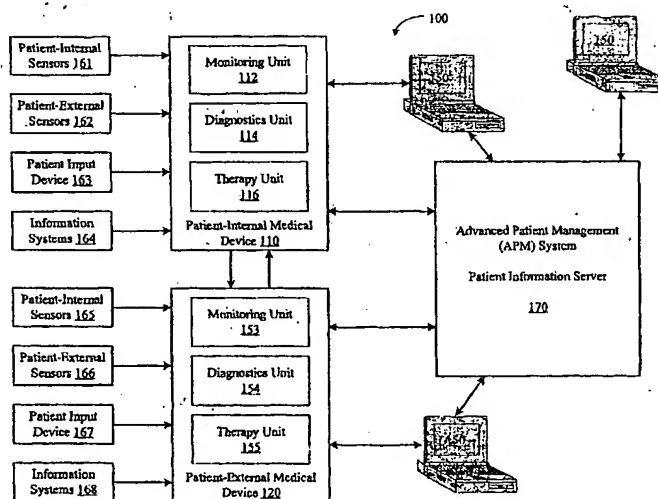 100
Patient-Internal
Sensors 161
Patient-External
Sensors 162
Patient Input
Device 163
Information
Systems 164
Monitoring Unit
112
Diagnostics Unit
114
Therapy Unit
116
Patient-Internal Medical
Device 110
150
150
Advanced Patient Management
(APM) System
Patient Information Server
170
Patient-Internal
Sensors 165
Patient-External
Sensors 166
Patient Input
Device 167
Information
Systems 168
Monitoring Unit
153
Diagnostics Unit
154
Therapy Unit
155
Patient-External Medical
Device 120